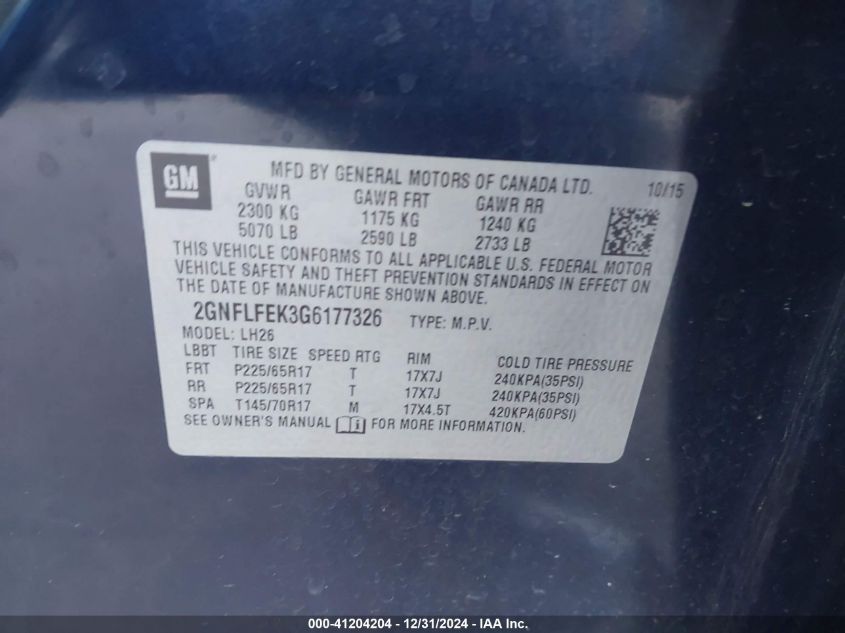 GM
MFD BY GENERAL MOTORS OF CANADA LTD. 10/15
GVWR GAWR FRT GAWR RR
2300 KG 1175 KG 1240 KG
5070 LB 2590 LB 2733 LB
THIS VEHICLE CONFORMS TO ALL APPLICABLE U.S. FEDERAL MOTOR
VEHICLE SAFETY AND THEFT PREVENTION STANDARDS IN EFFECT ON
THE DATE OF MANUFACTURE SHOWN ABOVE.
2GNFLFEK3G6177326 TYPE: M.P.V.
MODEL: LH26
LBBT TIRE SIZE SPEED RTG RIM COLD TIRE PRESSURE
FRT P225/65R17 T 17X7J 240KPA(35PSI)
RR P225/65R17 T 17X7J 240KPA(35PSI)
SPA T145/70R17 M 17X4.5T 420KPA(60PSI)
SEE OWNER'S MANUAL FOR MORE INFORMATION.
000-41204204 - 12/31/2024 - IAA Inc.